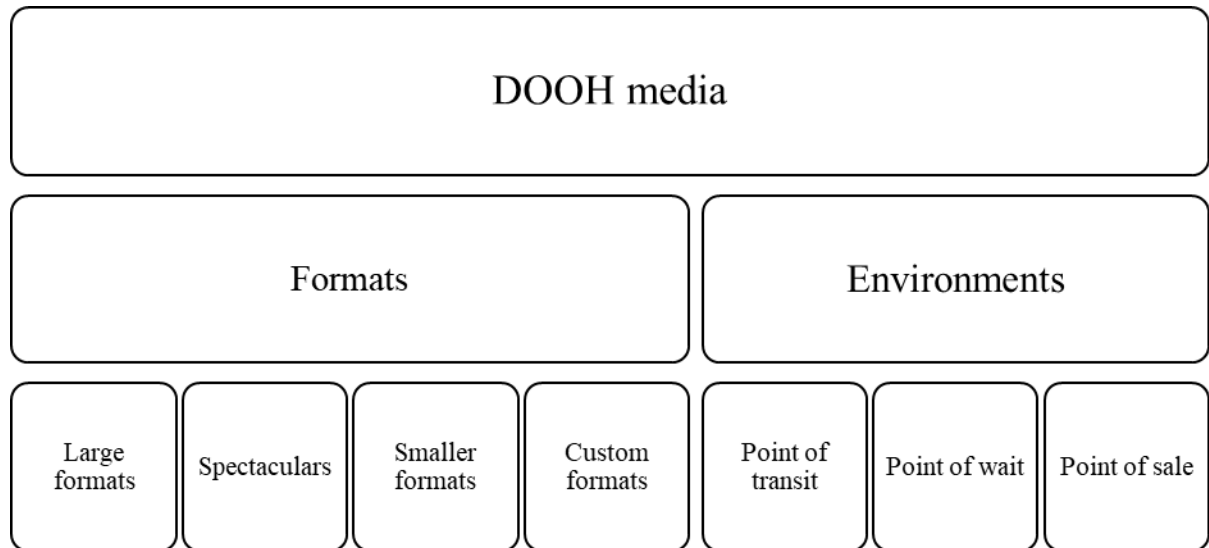 DOOH media
Formats
Environments
Large
formats
Spectaculars
Smaller
formats
Custom
formats
Point of
transit
Point of wait
Point of sale